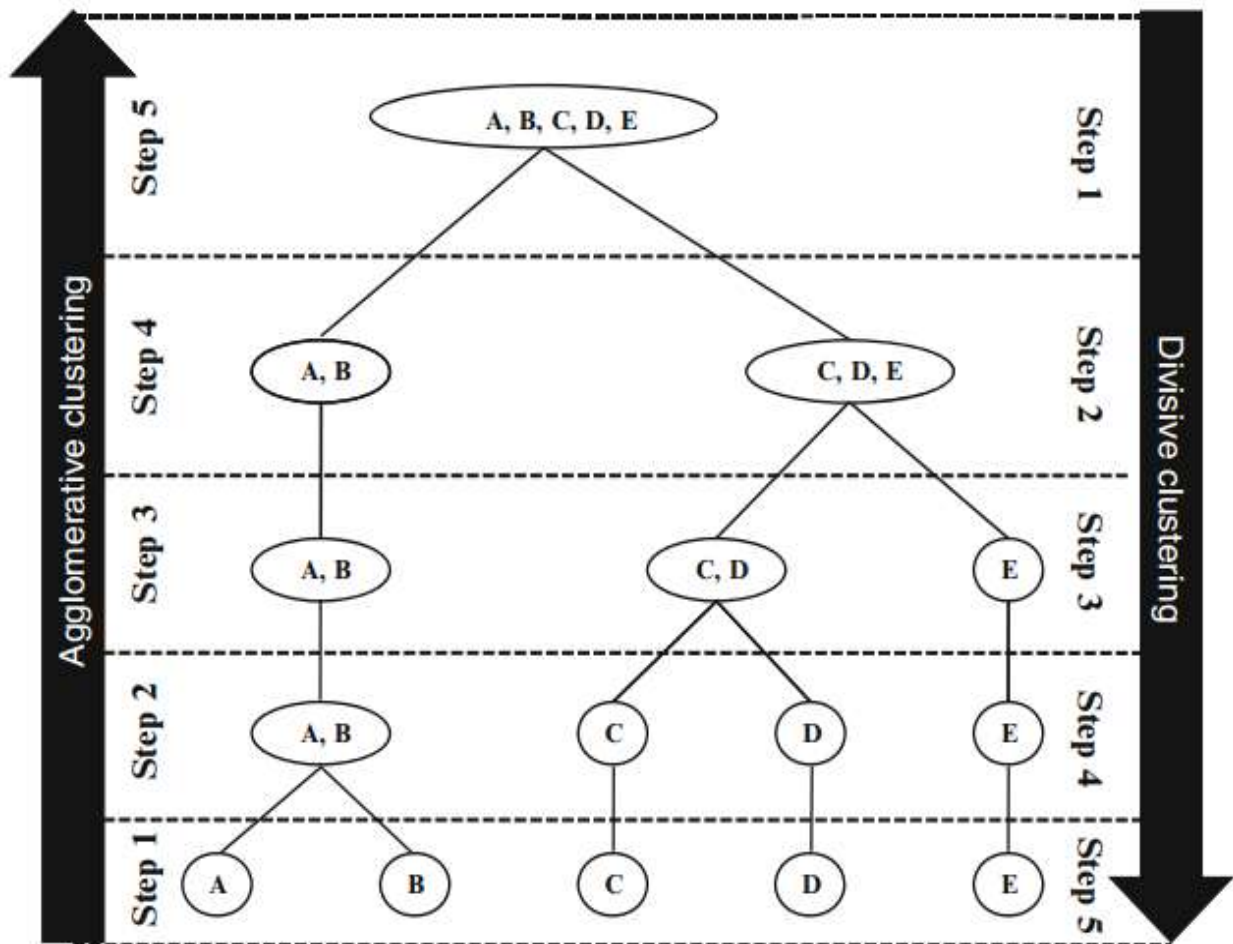 Agglomerative clustering
Step 5
A, B, C, D, E
Step 1
Step 4
A, B
C, D, E
Step 2
Step 3
A, B
C, D
E
Step 3
Step 2
A, B
C
D
E
Step 4
Step 1
A
B
C
D
E
Step 5
Divisive clustering